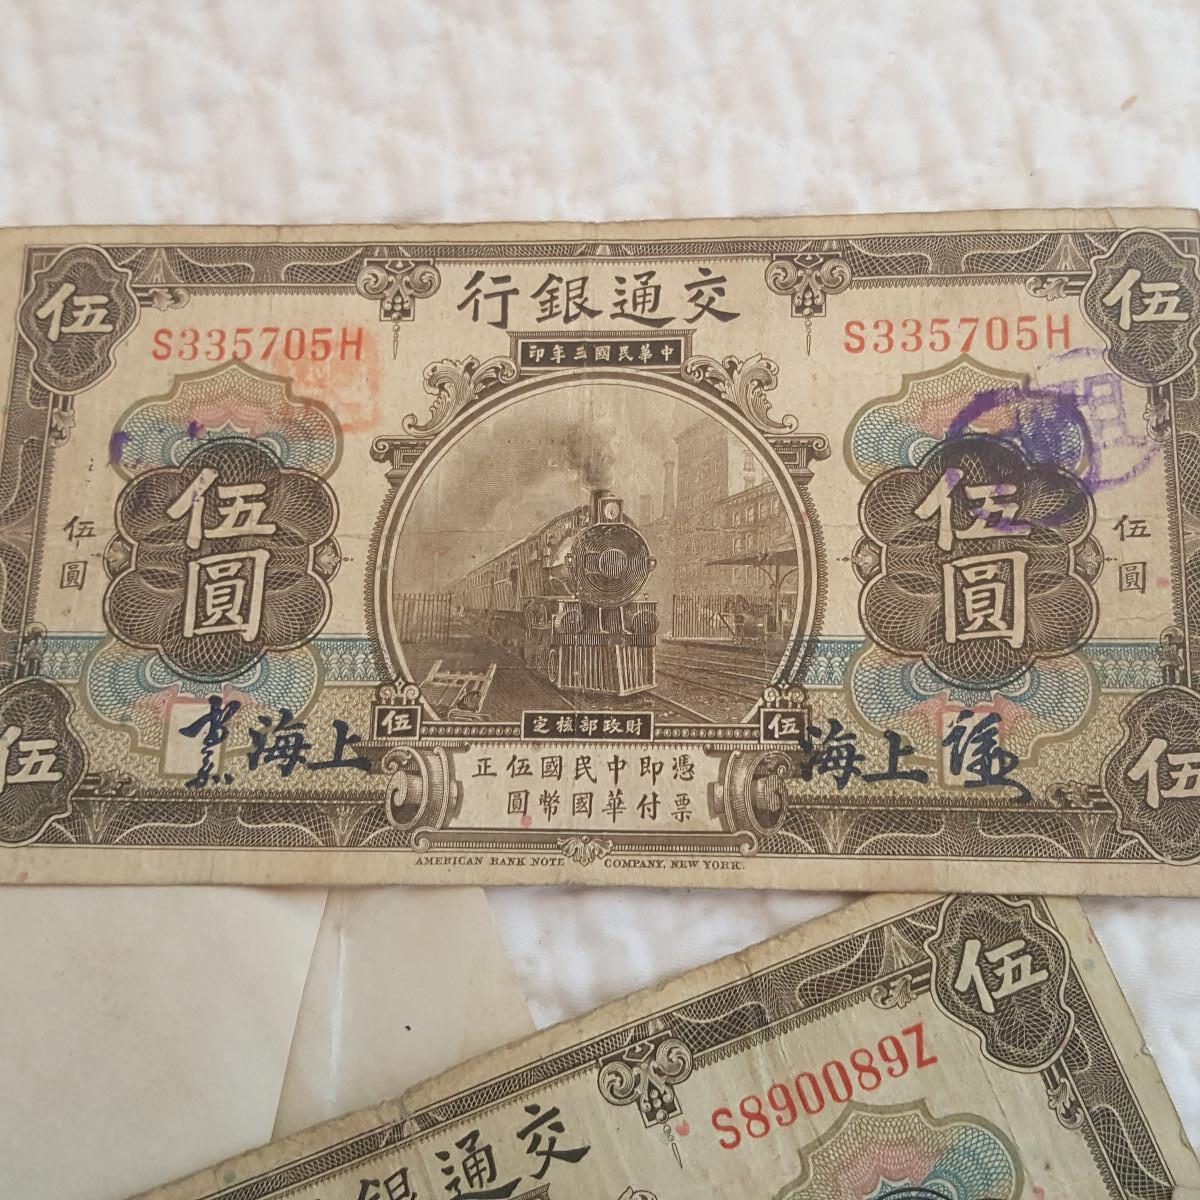 交通銀行
中華民國三年印
伍
伍
S335705H
S335705H
伍圓
伍圓
伍圓
伍圓
上海
上海
伍
伍
財政部核定
伍
伍
憑票即付中華民國國幣伍圓正
AMERICAN BANK NOTE COMPANY, NEW YORK.
伍
S890089Z
交通銀